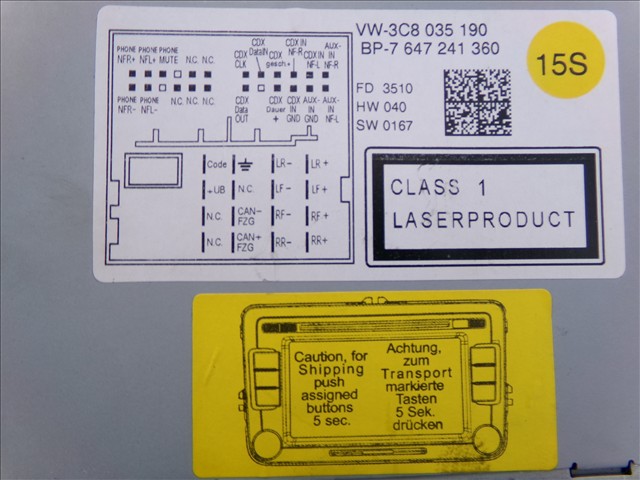 VW-3C8 035 190
BP-7 647 241 360
15S
FD 3510
HW 040
SW 0167
PHONE NFR+ PHONE NFL+ PHONE MUTE N.C. N.C.
CDX CLK CDX DataIN CDX gesch+ CDX IN NF-R CDX IN NF-L AUX-IN NF-R
PHONE NFR- PHONE NFL- N.C. N.C. N.C.
CDX Data OUT CDX Dauer + CDX IN GND AUX-IN GND AUX-IN NF-L
Code LR- LR+
+UB N.C. LF- LF+
N.C. CAN- FZG RF- RF+
N.C. CAN+ FZG RR- RR+
CLASS 1
LASERPRODUCT
Caution, for
Shipping
push
assigned
buttons
5 sec.
Achtung,
zum
Transport
markierte
Tasten
5 Sek.
drücken